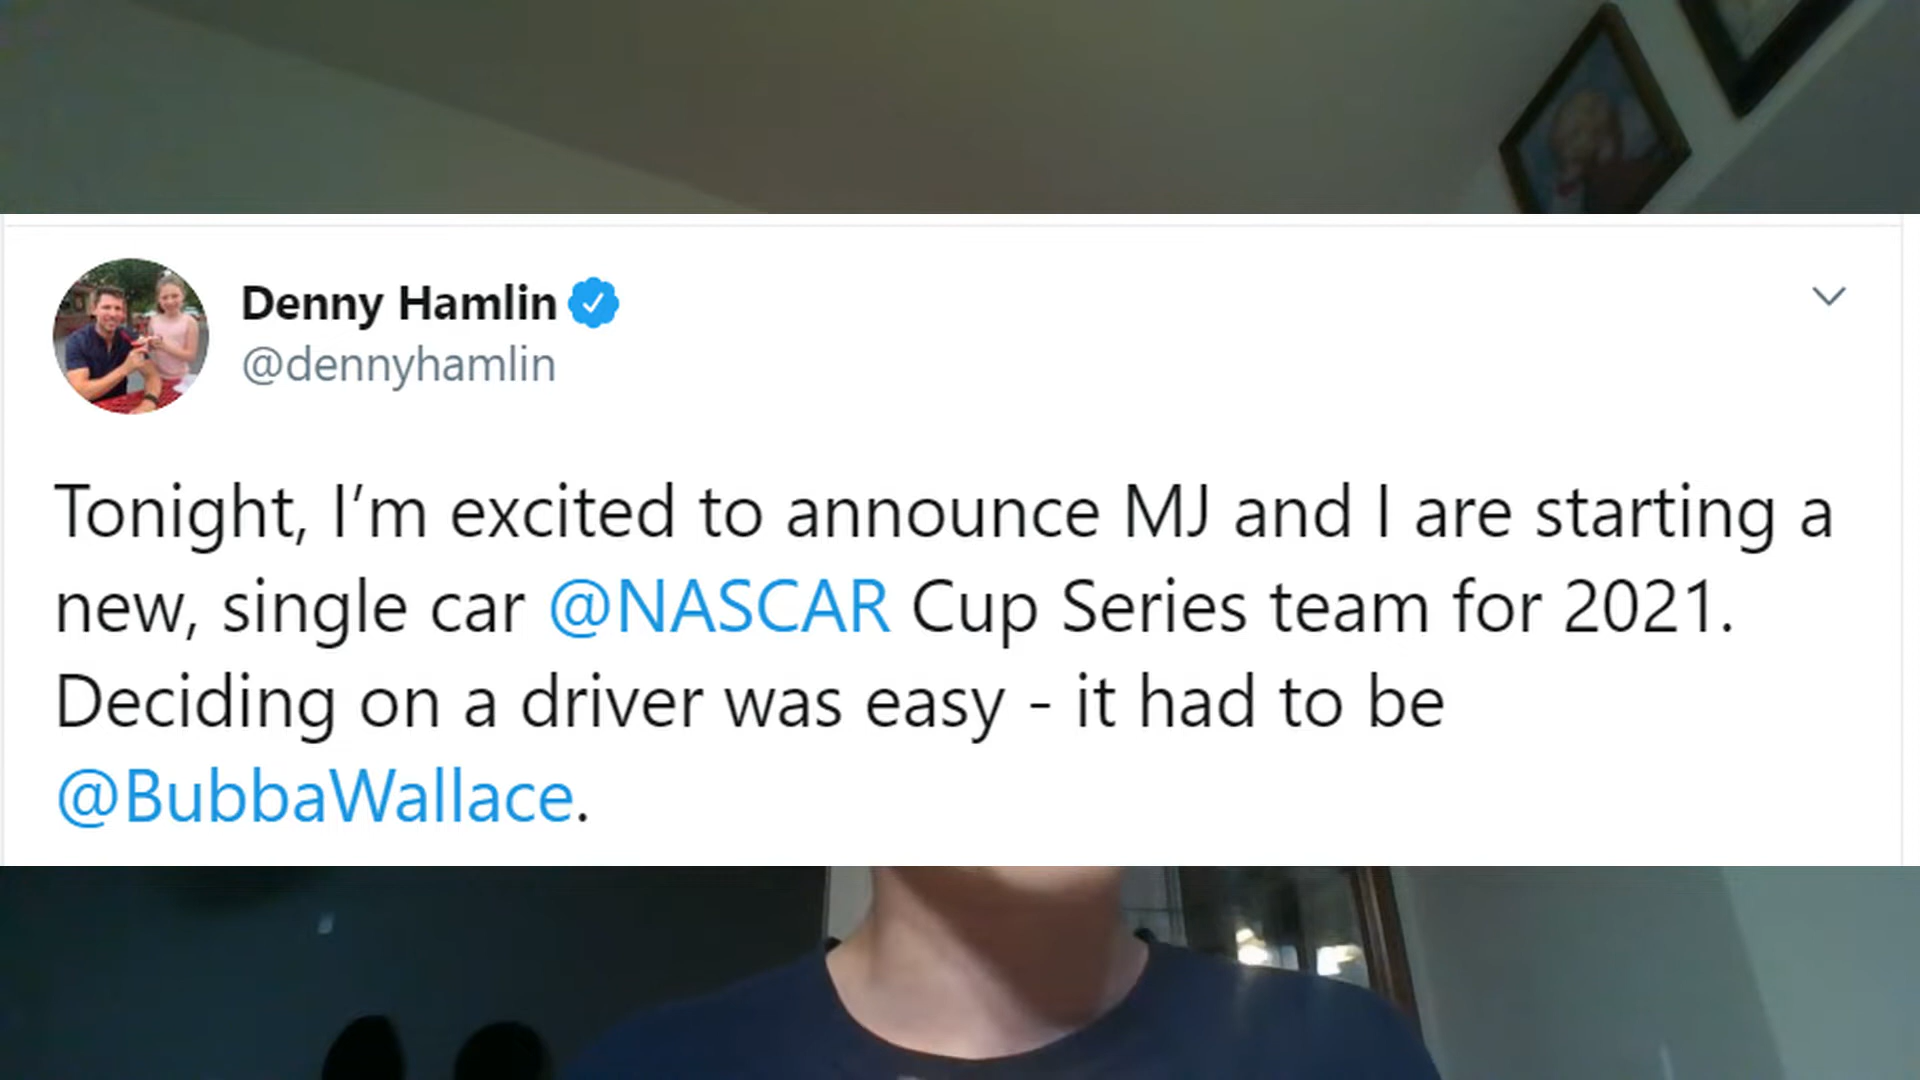 Denny Hamlin
@dennyhamlin
Tonight, I’m excited to announce MJ and I are starting a
new, single car @NASCAR Cup Series team for 2021.
Deciding on a driver was easy - it had to be
@BubbaWallace.